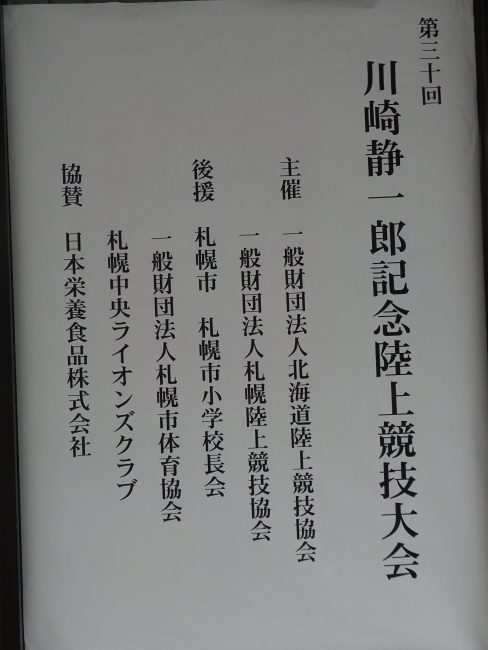 第三十回
川崎静一郎記念陸上競技大会
主催 一般財団法人北海道陸上競技協会
一般財団法人札幌陸上競技協会
後援 札幌市 札幌市小学校長会
一般財団法人札幌市体育協会
札幌中央ライオンズクラブ
協賛 日本栄養食品株式会社